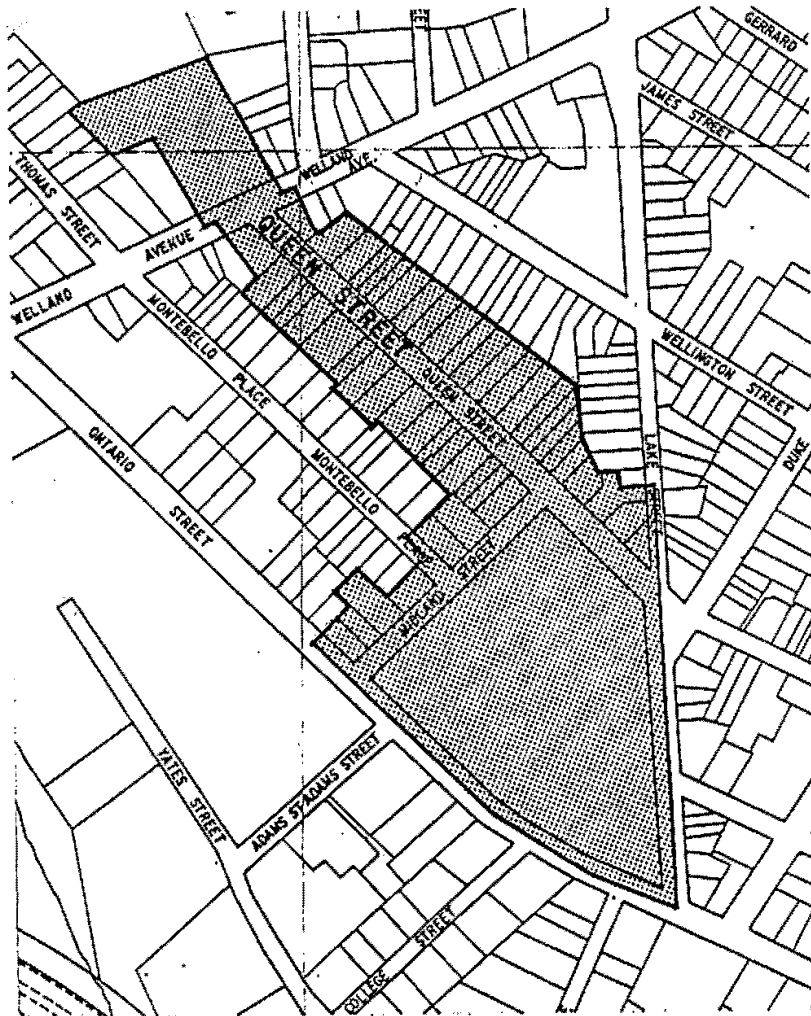 GERRARD
JAMES STREET
THOMAS STREET
WELLAND
AVE.
WELLAND AVENUE
QUEEN STREET
QUEEN STREET
MONTEBELLO PLACE
MONTEBELLO
WELLINGTON STREET
DUKE
LAKE
ONTARIO STREET
MIDLAND STREET
YATES STREET
ADAMS ST
ADAMS STREET
COLLEGE STREET